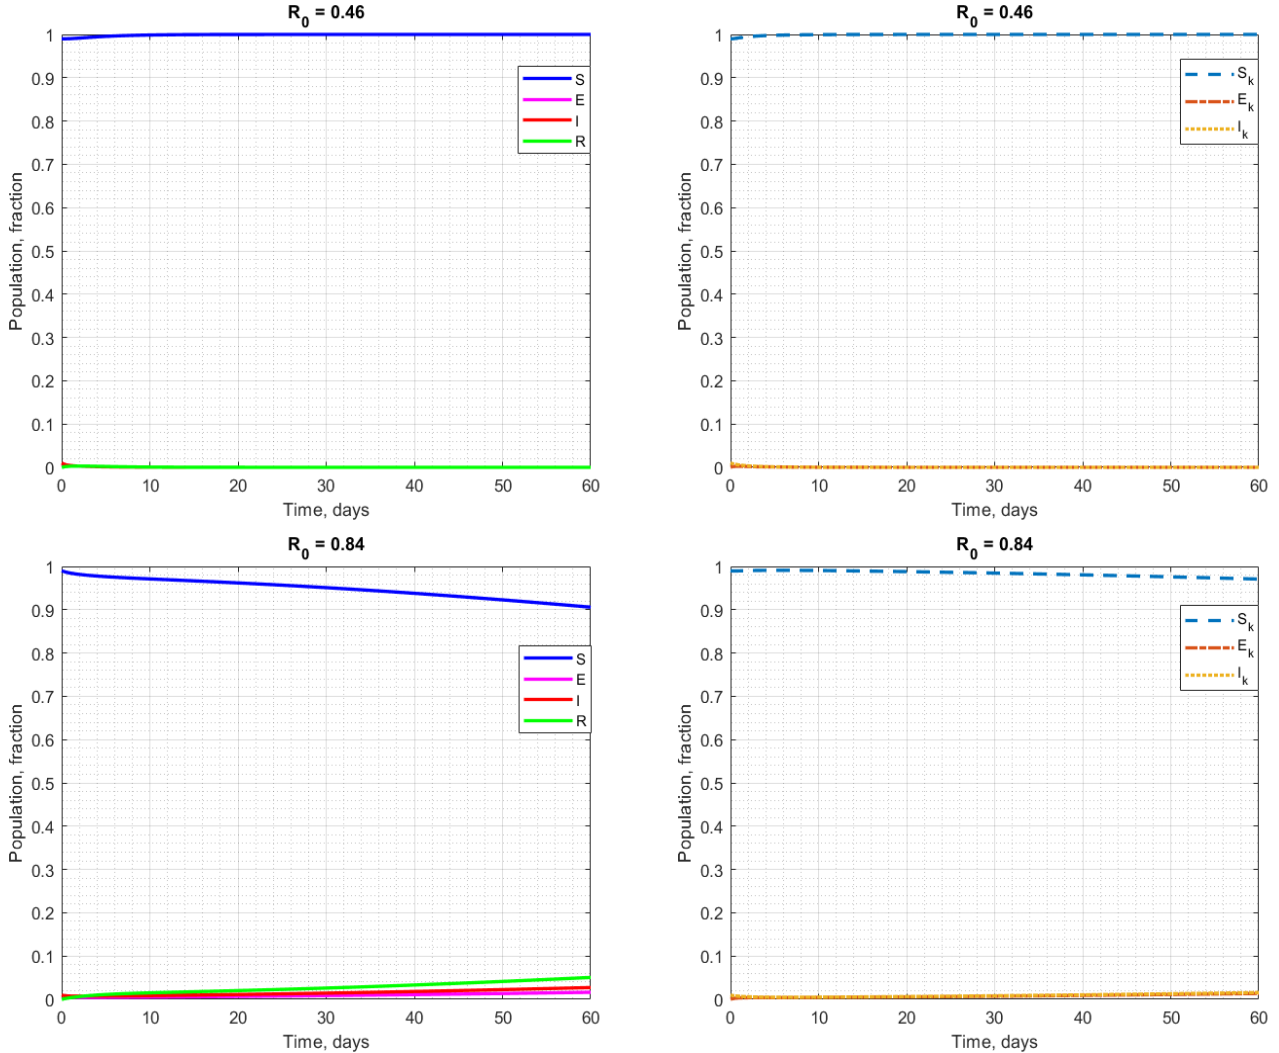 R0 = 0.46
1
0.9
0.8
0.7
0.6
0.5
0.4
0.3
0.2
0.1
0
Population, fraction
S
E
I
R
0 10 20 30 40 50 60
Time, days
R0 = 0.46
1
0.9
0.8
0.7
0.6
0.5
0.4
0.3
0.2
0.1
0
Population, fraction
Sk
Ek
Ik
0 10 20 30 40 50 60
Time, days
R0 = 0.84
1
0.9
0.8
0.7
0.6
0.5
0.4
0.3
0.2
0.1
0
Population, fraction
S
E
I
R
0 10 20 30 40 50 60
Time, days
R0 = 0.84
1
0.9
0.8
0.7
0.6
0.5
0.4
0.3
0.2
0.1
0
Population, fraction
Sk
Ek
Ik
0 10 20 30 40 50 60
Time, days